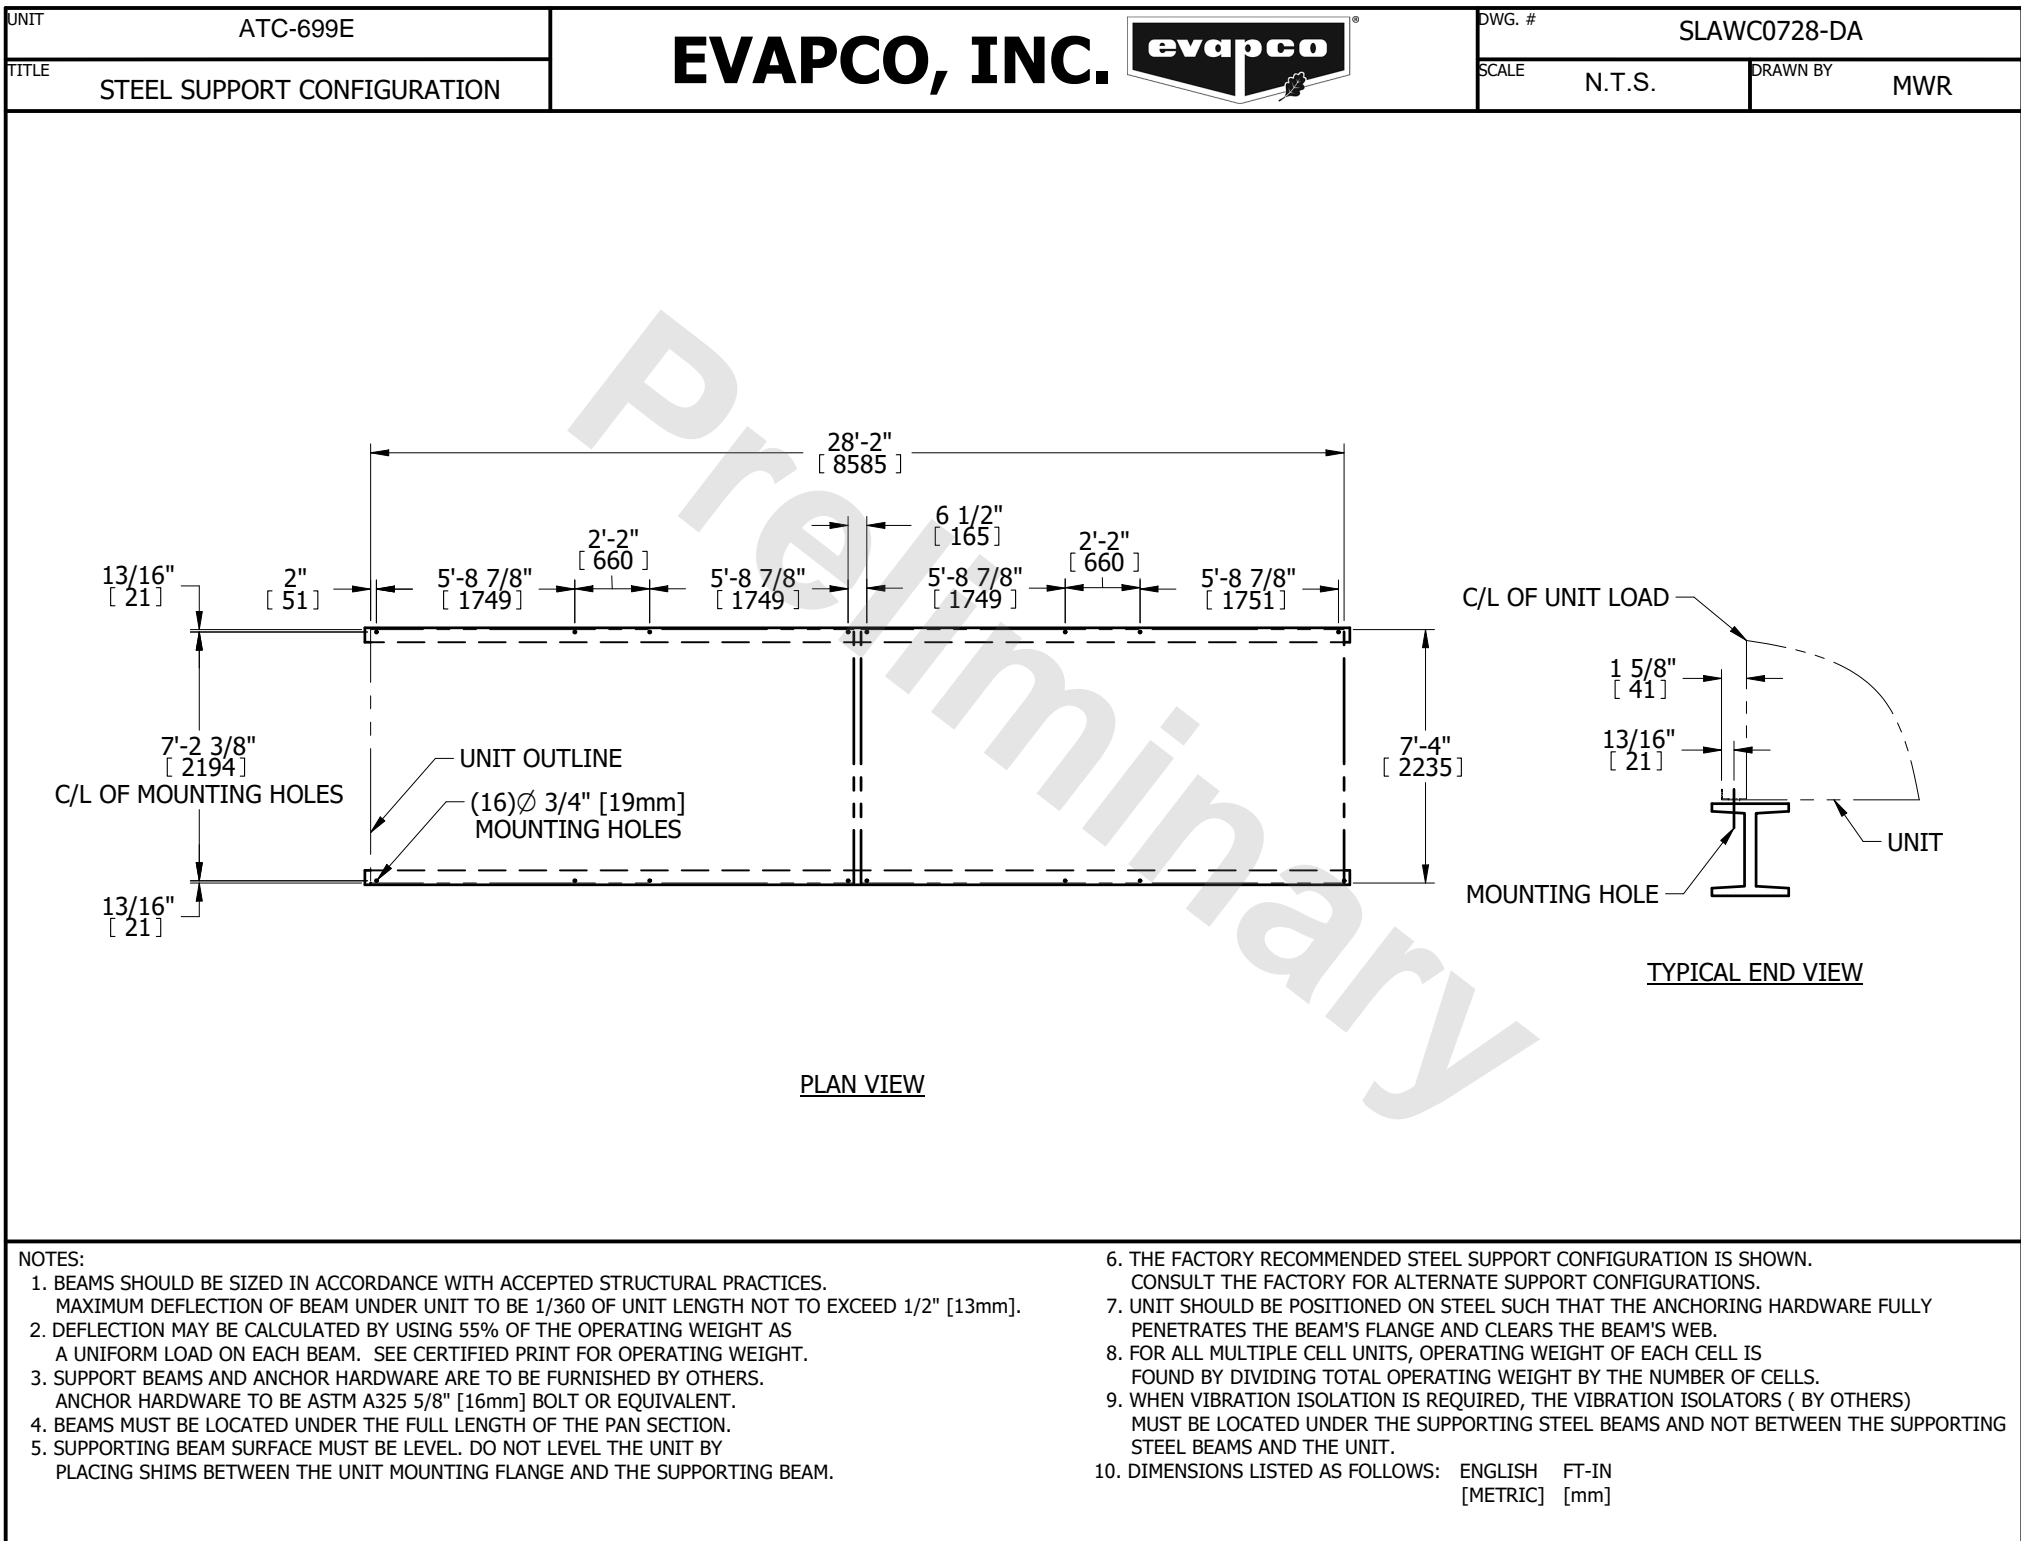 UNIT
ATC-699E
TITLE
STEEL SUPPORT CONFIGURATION
EVAPCO, INC.
evapco
®
DWG. #
SLAWC0728-DA
SCALE
N.T.S.
DRAWN BY
MWR
Preliminary
28'-2"
[ 8585 ]
6 1/2"
[ 165]
2'-2"
[ 660 ]
2'-2"
[ 660 ]
13/16"
[ 21]
2"
[ 51]
5'-8 7/8"
[ 1749]
5'-8 7/8"
[ 1749 ]
5'-8 7/8"
[ 1749 ]
5'-8 7/8"
[ 1751]
7'-2 3/8"
[ 2194]
C/L OF MOUNTING HOLES
UNIT OUTLINE
(16)Ø 3/4" [19mm]
MOUNTING HOLES
7'-4"
[ 2235]
13/16"
[ 21]
PLAN VIEW
C/L OF UNIT LOAD
1 5/8"
[ 41]
13/16"
[ 21]
UNIT
MOUNTING HOLE
TYPICAL END VIEW
NOTES:
1. BEAMS SHOULD BE SIZED IN ACCORDANCE WITH ACCEPTED STRUCTURAL PRACTICES.
MAXIMUM DEFLECTION OF BEAM UNDER UNIT TO BE 1/360 OF UNIT LENGTH NOT TO EXCEED 1/2" [13mm].
2. DEFLECTION MAY BE CALCULATED BY USING 55% OF THE OPERATING WEIGHT AS
A UNIFORM LOAD ON EACH BEAM. SEE CERTIFIED PRINT FOR OPERATING WEIGHT.
3. SUPPORT BEAMS AND ANCHOR HARDWARE ARE TO BE FURNISHED BY OTHERS.
ANCHOR HARDWARE TO BE ASTM A325 5/8" [16mm] BOLT OR EQUIVALENT.
4. BEAMS MUST BE LOCATED UNDER THE FULL LENGTH OF THE PAN SECTION.
5. SUPPORTING BEAM SURFACE MUST BE LEVEL. DO NOT LEVEL THE UNIT BY
PLACING SHIMS BETWEEN THE UNIT MOUNTING FLANGE AND THE SUPPORTING BEAM.
6. THE FACTORY RECOMMENDED STEEL SUPPORT CONFIGURATION IS SHOWN.
CONSULT THE FACTORY FOR ALTERNATE SUPPORT CONFIGURATIONS.
7. UNIT SHOULD BE POSITIONED ON STEEL SUCH THAT THE ANCHORING HARDWARE FULLY
PENETRATES THE BEAM'S FLANGE AND CLEARS THE BEAM'S WEB.
8. FOR ALL MULTIPLE CELL UNITS, OPERATING WEIGHT OF EACH CELL IS
FOUND BY DIVIDING TOTAL OPERATING WEIGHT BY THE NUMBER OF CELLS.
9. WHEN VIBRATION ISOLATION IS REQUIRED, THE VIBRATION ISOLATORS ( BY OTHERS)
MUST BE LOCATED UNDER THE SUPPORTING STEEL BEAMS AND NOT BETWEEN THE SUPPORTING
STEEL BEAMS AND THE UNIT.
10. DIMENSIONS LISTED AS FOLLOWS: ENGLISH FT-IN
[METRIC] [mm]